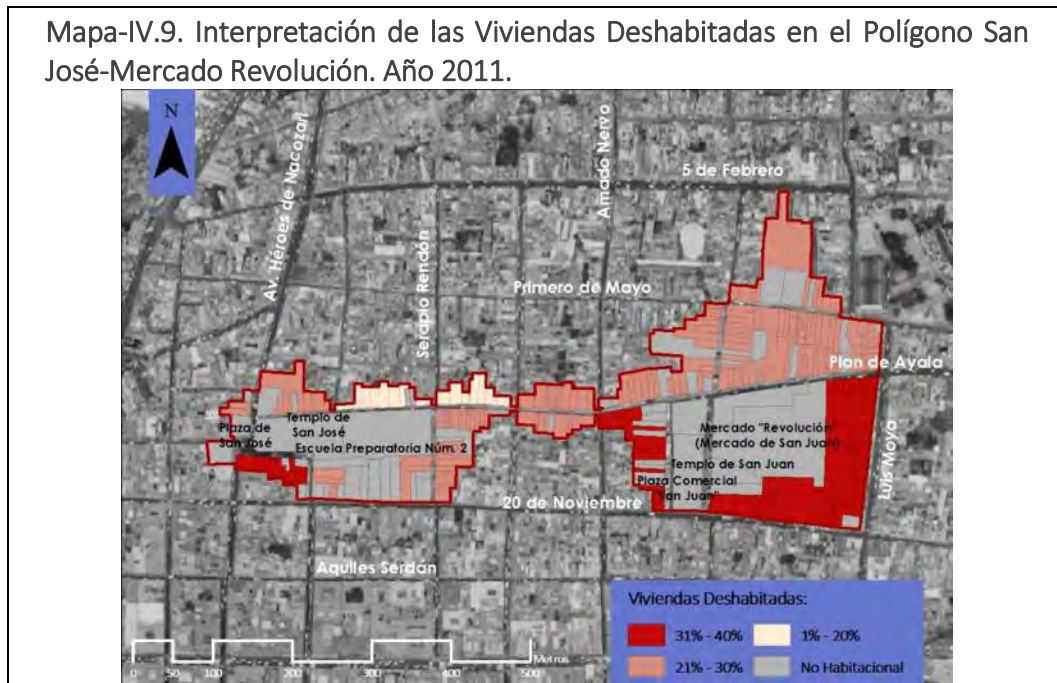 Mapa-IV.9. Interpretación de las Viviendas Deshabitadas en el Polígono San
José-Mercado Revolución. Año 2011.
N
Av. Héroes de Nacozari
Serapio Rendón
Amado Nervo
5 de Febrero
Primero de Mayo
Plan de Ayala
Luis Moya
Plaza de
San José
Templo de
San José
Escuela Preparatoria Núm. 2
Mercado "Revolución"
(Mercado de San Juan)
Templo de San Juan
Plaza Comercial
"San Juan"
20 de Noviembre
Aquiles Serdán
Viviendas Deshabitadas:
31% - 40%
1% - 20%
21% - 30%
No Habitacional
Metros
0 50 100 200 300 400 500